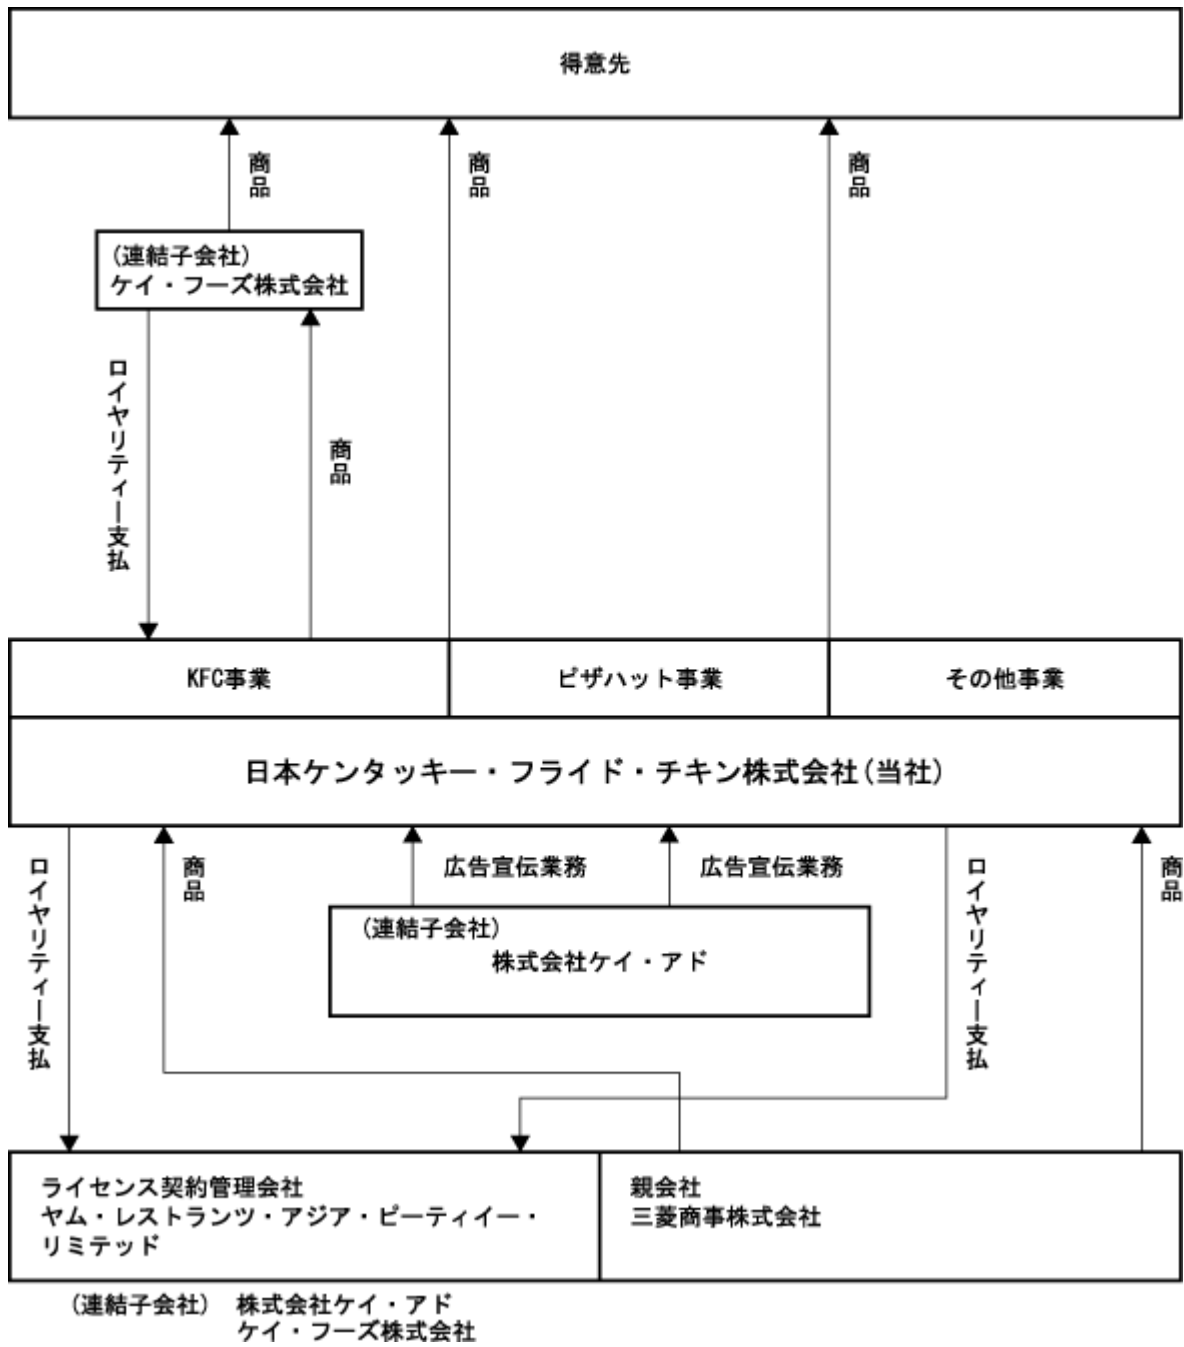 得意先
商品
商品
商品
(連結子会社)
ケイ・フーズ株式会社
ロイヤリティー支払
商品
KFC事業
ピザハット事業
その他事業
日本ケンタッキー・フライド・チキン株式会社(当社)
ロイヤリティー支払
商品
広告宣伝業務
広告宣伝業務
ロイヤリティー支払
商品
(連結子会社)
株式会社ケイ・アド
ライセンス契約管理会社
ヤム・レストランツ・アジア・ピーティイー・
リミテッド
親会社
三菱商事株式会社
(連結子会社) 株式会社ケイ・アド
ケイ・フーズ株式会社